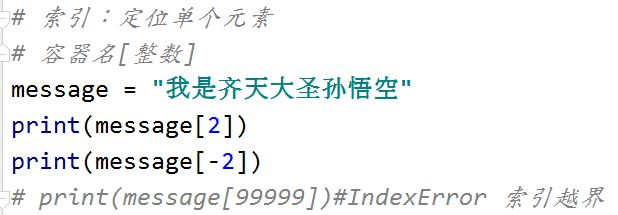 # 索引：定位单个元素
# 容器名[整数]
message = "我是齐天大圣孙悟空"
print(message[2])
print(message[-2])
# print(message[99999])#IndexError 索引越界